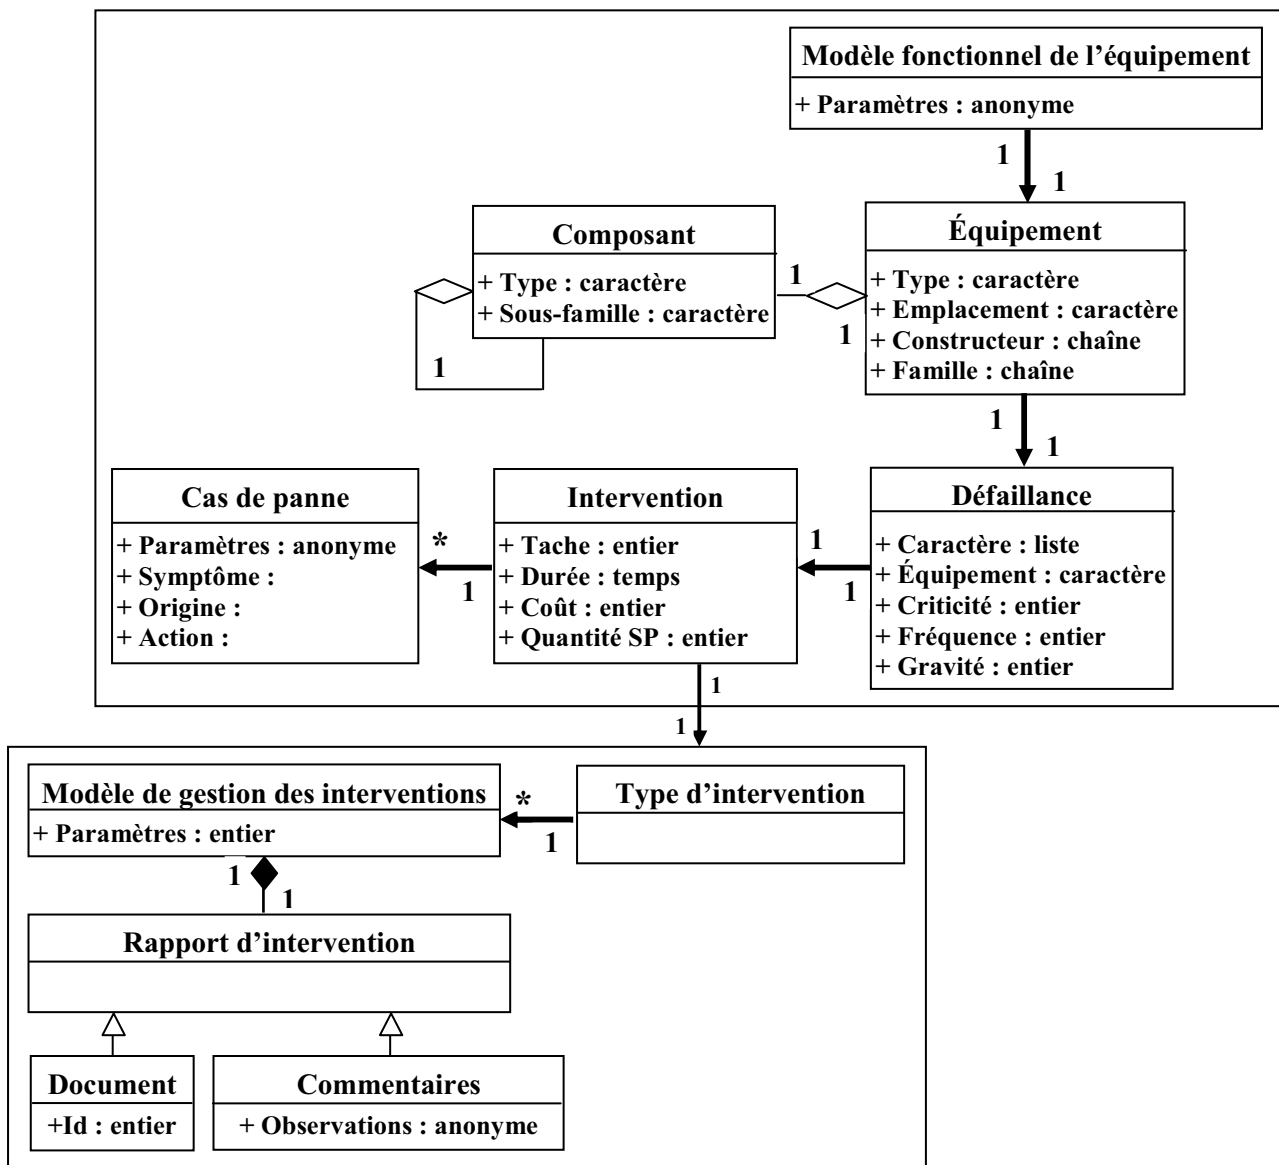 Modèle fonctionnel de l’équipement
+ Paramètres : anonyme
1
1
Composant
+ Type : caractère
+ Sous-famille : caractère
1
1
1
Équipement
+ Type : caractère
+ Emplacement : caractère
+ Constructeur : chaîne
+ Famille : chaîne
1
1
Cas de panne
+ Paramètres : anonyme
+ Symptôme :
+ Origine :
+ Action :
*
1
Intervention
+ Tache : entier
+ Durée : temps
+ Coût : entier
+ Quantité SP : entier
1
1
Défaillance
+ Caractère : liste
+ Équipement : caractère
+ Criticité : entier
+ Fréquence : entier
+ Gravité : entier
1
1
Modèle de gestion des interventions
+ Paramètres : entier
*
1
Type d’intervention
1
1
Rapport d’intervention
Document
+Id : entier
Commentaires
+ Observations : anonyme